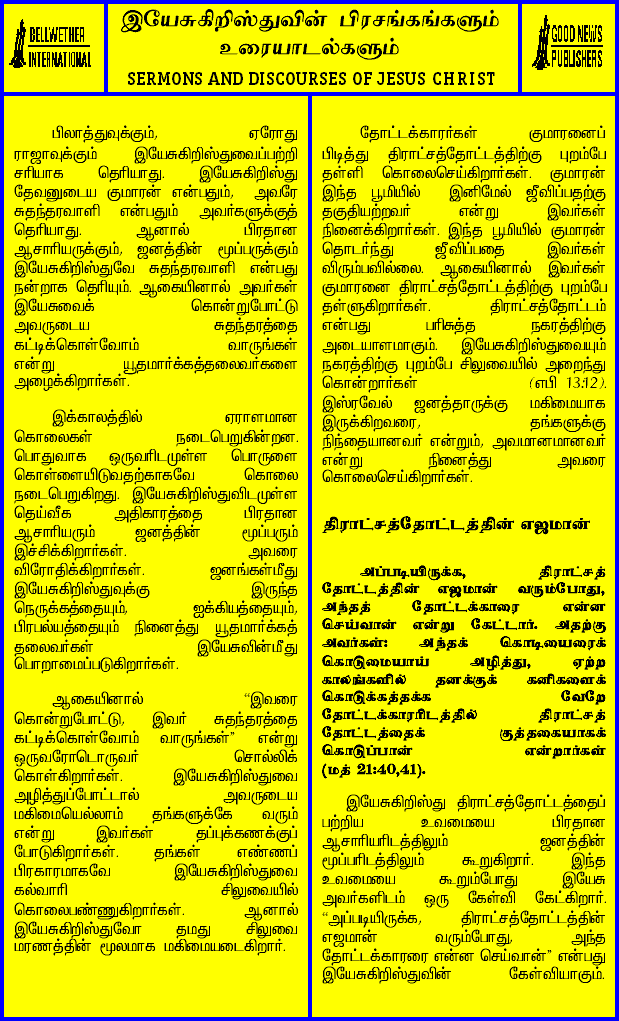 BELLWETHER
INTERNATIONAL
இயேசுகிறிஸ்துவின் பிரசங்கங்களும்
உரையாடல்களும்
SERMONS AND DISCOURSES OF JESUS CHRIST
GOOD NEWS
PUBLISHERS
பிலாத்துவுக்கும், ஏரோது
ராஜாவுக்கும் இயேசுகிறிஸ்துவைப்பற்றி
சரியாக தெரியாது. இயேசுகிறிஸ்து
தேவனுடைய குமாரன் என்பதும், அவரே
சுதந்தரவாளி என்பதும் அவர்களுக்குத்
தெரியாது. ஆனால் பிரதான
ஆசாரியருக்கும், ஜனத்தின் மூப்பருக்கும்
இயேசுகிறிஸ்துவே சுதந்தரவாளி என்பது
நன்றாக தெரியும். ஆகையினால் அவர்கள்
இயேசுவைக் கொன்றுபோட்டு
அவருடைய சுதந்தரத்தை
கட்டிக்கொள்வோம் வாருங்கள்
என்று யூதமார்க்கத்தலைவர்களை
அழைக்கிறார்கள்.
இக்காலத்தில் ஏராளமான
கொலைகள் நடைபெறுகின்றன.
பொதுவாக ஒருவரிடமுள்ள பொருளை
கொள்ளையிடுவதற்காகவே கொலை
நடைபெறுகிறது. இயேசுகிறிஸ்துவிடமுள்ள
தெய்வீக அதிகாரத்தை பிரதான
ஆசாரியரும் ஜனத்தின் மூப்பரும்
இச்சிக்கிறார்கள். அவரை
விரோதிக்கிறார்கள். ஜனங்கள்மீது
இயேசுகிறிஸ்துவுக்கு இருந்த
நெருக்கத்தையும், ஐக்கியத்தையும்,
பிரபல்யத்தையும் நினைத்து யூதமார்க்கத்
தலைவர்கள் இயேசுவின்மீது
பொறாமைப்படுகிறார்கள்.
ஆகையினால் “இவரை
கொன்றுபோட்டு, இவர் சுதந்தரத்தை
கட்டிக்கொள்வோம் வாருங்கள்” என்று
ஒருவரோடொருவர் சொல்லிக்
கொள்கிறார்கள். இயேசுகிறிஸ்துவை
அழித்துப்போட்டால் அவருடைய
மகிமையெல்லாம் தங்களுக்கே வரும்
என்று இவர்கள் தப்புக்கணக்குப்
போடுகிறார்கள். தங்கள் எண்ணப்
பிரகாரமாகவே இயேசுகிறிஸ்துவை
கல்வாரி சிலுவையில்
கொலைபண்ணுகிறார்கள். ஆனால்
இயேசுகிறிஸ்துவோ தமது சிலுவை
மரணத்தின் மூலமாக மகிமையடைகிறார்.
தோட்டக்காரர்கள் குமாரனைப்
பிடித்து திராட்சத்தோட்டத்திற்கு புறம்பே
தள்ளி கொலைசெய்கிறார்கள். குமாரன்
இந்த பூமியில் இனிமேல் ஜீவிப்பதற்கு
தகுதியற்றவர் என்று இவர்கள்
நினைக்கிறார்கள். இந்த பூமியில் குமாரன்
தொடர்ந்து ஜீவிப்பதை இவர்கள்
விரும்பவில்லை. ஆகையினால் இவர்கள்
குமாரனை திராட்சத்தோட்டத்திற்கு புறம்பே
தள்ளுகிறார்கள். திராட்சத்தோட்டம்
என்பது பரிசுத்த நகரத்திற்கு
அடையாளமாகும். இயேசுகிறிஸ்துவையும்
நகரத்திற்கு புறம்பே சிலுவையில் அறைந்து
கொன்றார்கள் (எபி 13:12).
இஸ்ரவேல் ஜனத்தாருக்கு மகிமையாக
இருக்கிறவரை, தங்களுக்கு
நிந்தையானவர் என்றும், அவமானமானவர்
என்று நினைத்து அவரை
கொலைசெய்கிறார்கள்.
திராட்சத்தோட்டத்தின் எஜமான்
அப்படியிருக்க, திராட்சத்
தோட்டத்தின் எஜமான் வரும்போது,
அந்தத் தோட்டக்காரரை என்ன
செய்வான் என்று கேட்டார். அதற்கு
அவர்கள்: அந்தக் கொடியரைக்
கொடுமையாய் அழித்து, ஏற்ற
காலங்களில் தனக்குக் கனிகளைக்
கொடுக்கத்தக்க வேறே
தோட்டக்காரரிடத்தில் திராட்சத்
தோட்டத்தைக் குத்தகையாகக்
கொடுப்பான் என்றார்கள்
(மத் 21:40,41).
இயேசுகிறிஸ்து திராட்சத்தோட்டத்தைப்
பற்றிய உவமையை பிரதான
ஆசாரியரிடத்திலும் ஜனத்தின்
மூப்பரிடத்திலும் கூறுகிறார். இந்த
உவமையை கூறும்போது இயேசு
அவர்களிடம் ஒரு கேள்வி கேட்கிறார்.
“அப்படியிருக்க, திராட்சத்தோட்டத்தின்
எஜமான் வரும்போது, அந்த
தோட்டக்காரரை என்ன செய்வான்” என்பது
இயேசுகிறிஸ்துவின் கேள்வியாகும்.